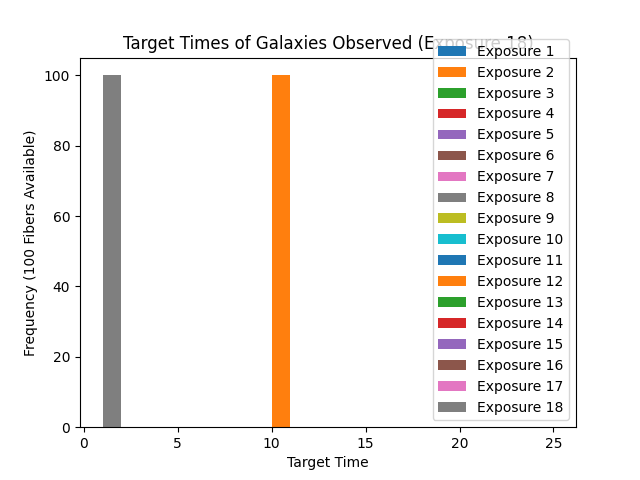 Target Times of Galaxies Observed (Exposure 18)
Frequency (100 Fibers Available)
100
80
60
40
20
0
0 5 10 15 20 25
Target Time
Exposure 1
Exposure 2
Exposure 3
Exposure 4
Exposure 5
Exposure 6
Exposure 7
Exposure 8
Exposure 9
Exposure 10
Exposure 11
Exposure 12
Exposure 13
Exposure 14
Exposure 15
Exposure 16
Exposure 17
Exposure 18